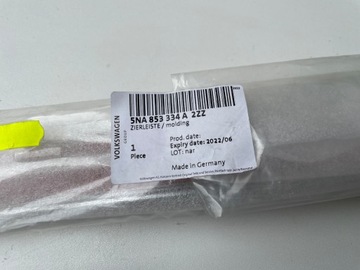 VOLKSWAGEN
5NA 853 334 A 2ZZ
ZIERLEISTE / molding
Prod. date:
Expiry date: 2022/06
LOT: nar
1
Piece
Made in Germany